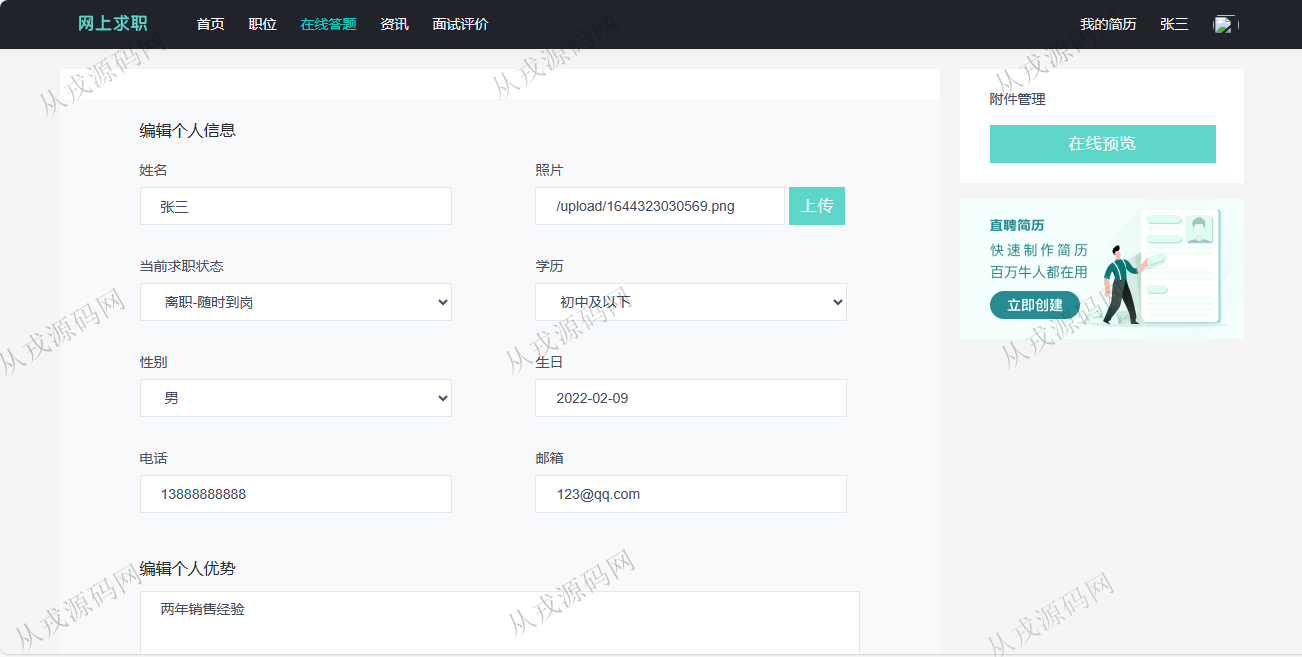 网上求职 首页 职位 在线答题 资讯 面试评价 我的简历 张三
编辑个人信息
姓名 照片
张三 /upload/1644323030569.png 上传
当前求职状态 学历
离职-随时到岗 初中及以下
性别 生日
男 2022-02-09
电话 邮箱
13888888888 123@qq.com
编辑个人优势
两年销售经验
附件管理
在线预览
直聘简历
快速制作简历
百万牛人都在用
立即创建
从戎源码网
从戎源码网
从戎源码网
从戎源码网
从戎源码网
从戎源码网
从戎源码网
从戎源码网
从戎源码网